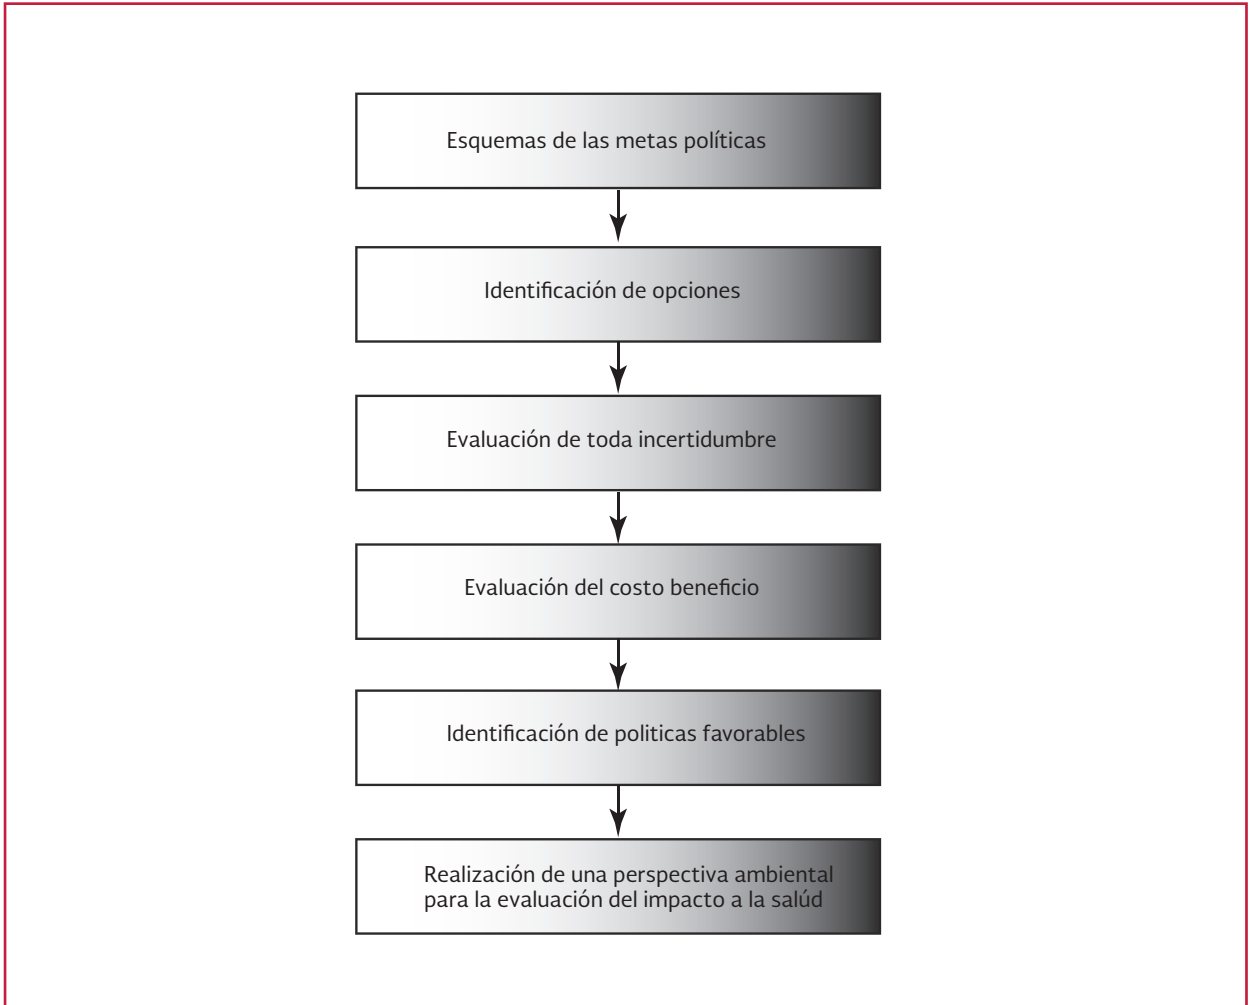 Esquemas de las metas políticas
Identificación de opciones
Evaluación de toda incertidumbre
Evaluación del costo beneficio
Identificación de politicas favorables
Realización de una perspectiva ambiental
para la evaluación del impacto a la salúd